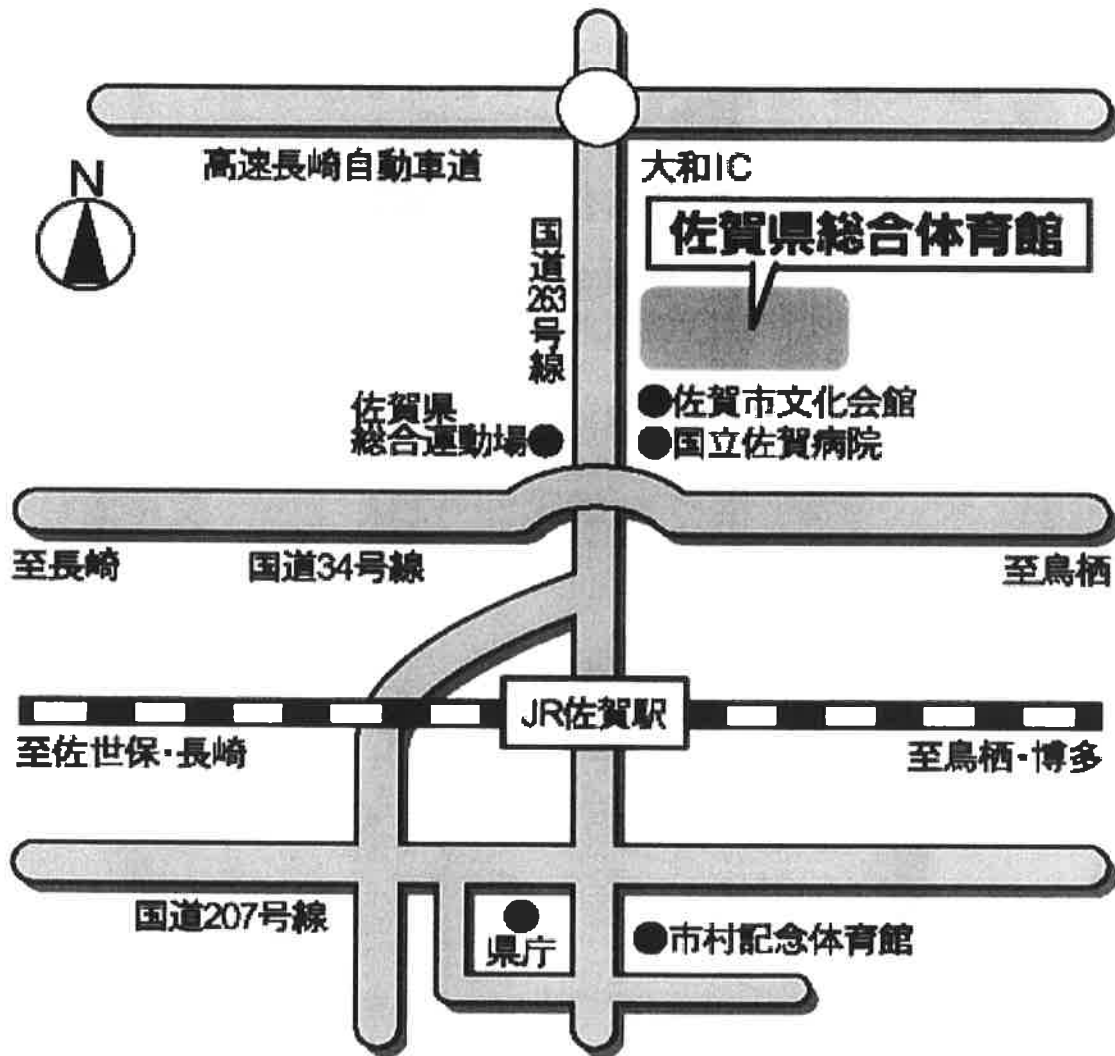 高速長崎自動車道
大和IC
N
佐賀県総合体育館
国道263号線
佐賀県
総合運動場
佐賀市文化会館
国立佐賀病院
至長崎
国道34号線
至鳥栖
JR佐賀駅
至佐世保・長崎
至鳥栖・博多
国道207号線
県庁
市村記念体育館